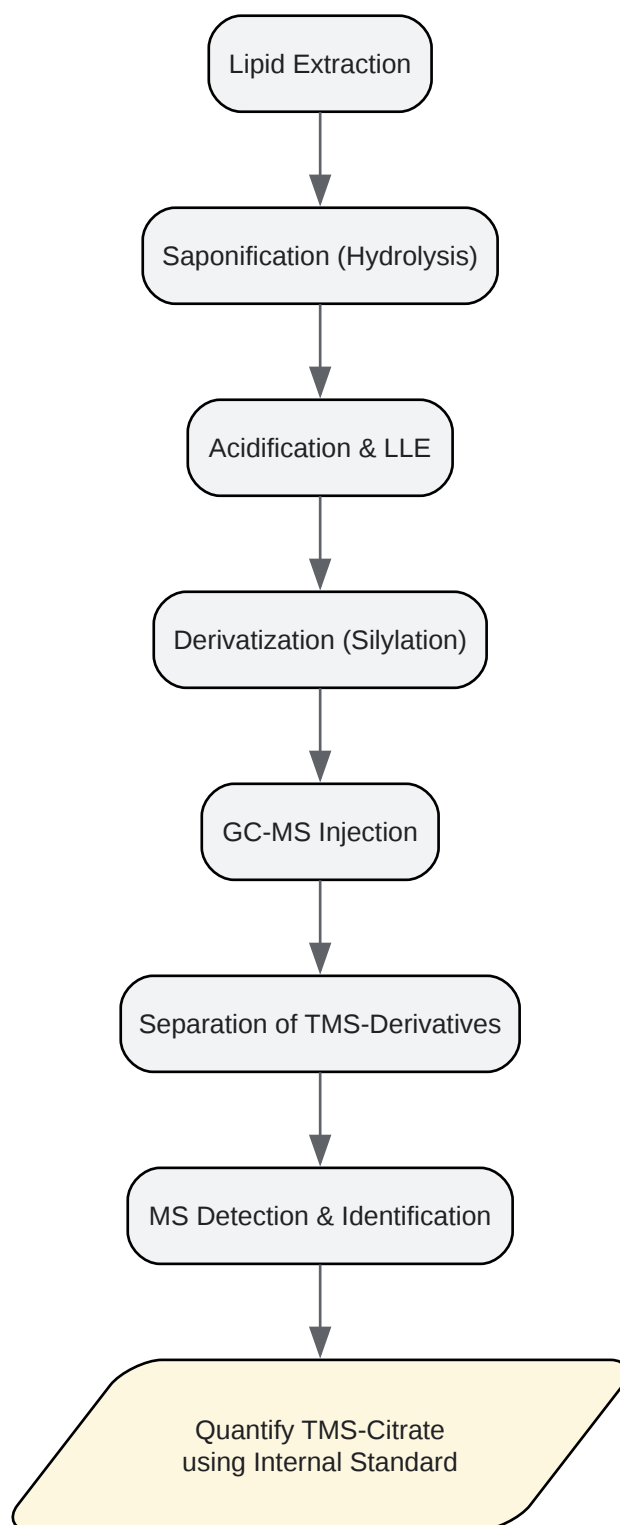 Lipid Extraction
Saponification (Hydrolysis)
Acidification & LLE
Derivatization (Silylation)
GC-MS Injection
Separation of TMS-Derivatives
MS Detection & Identification
Quantify TMS-Citrate
using Internal Standard